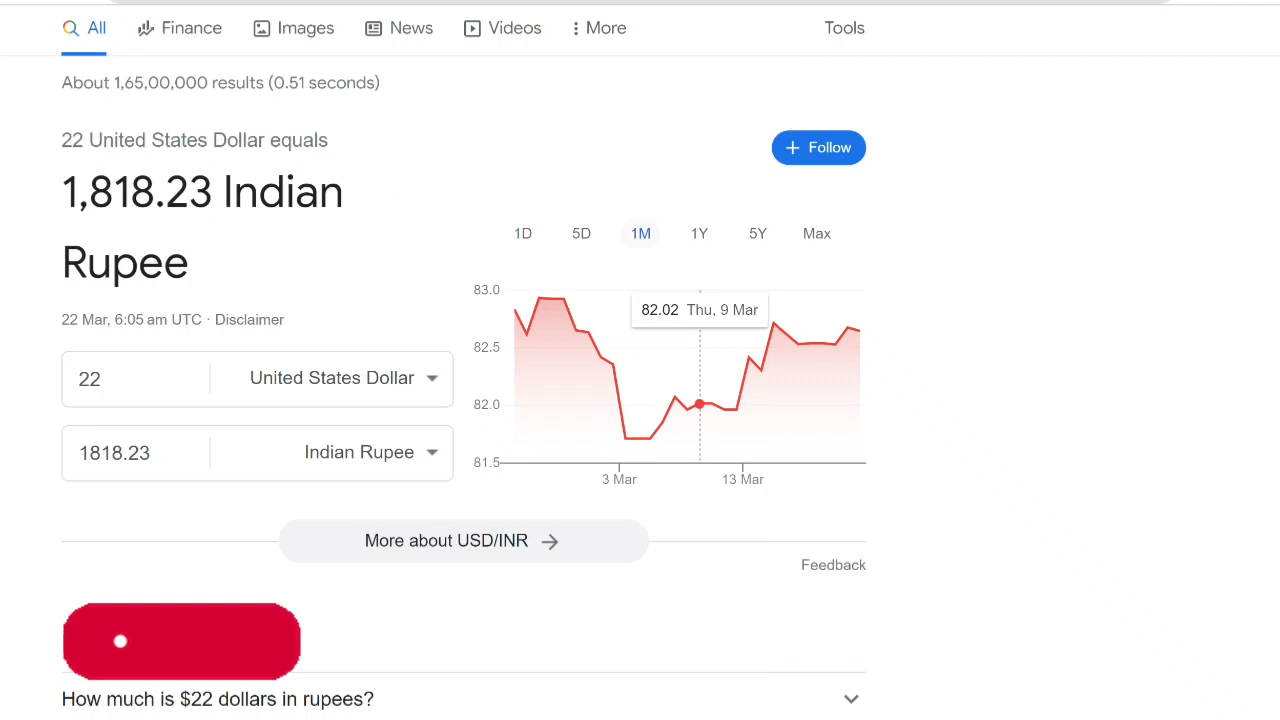 All Finance Images News Videos More Tools
About 1,65,00,000 results (0.51 seconds)
22 United States Dollar equals
+ Follow
1,818.23 Indian
Rupee
22 Mar, 6:05 am UTC · Disclaimer
22 United States Dollar
1818.23 Indian Rupee
1D 5D 1M 1Y 5Y Max
83.0
82.02 Thu, 9 Mar
82.5
82.0
81.5
3 Mar 13 Mar
More about USD/INR →
Feedback
How much is $22 dollars in rupees?